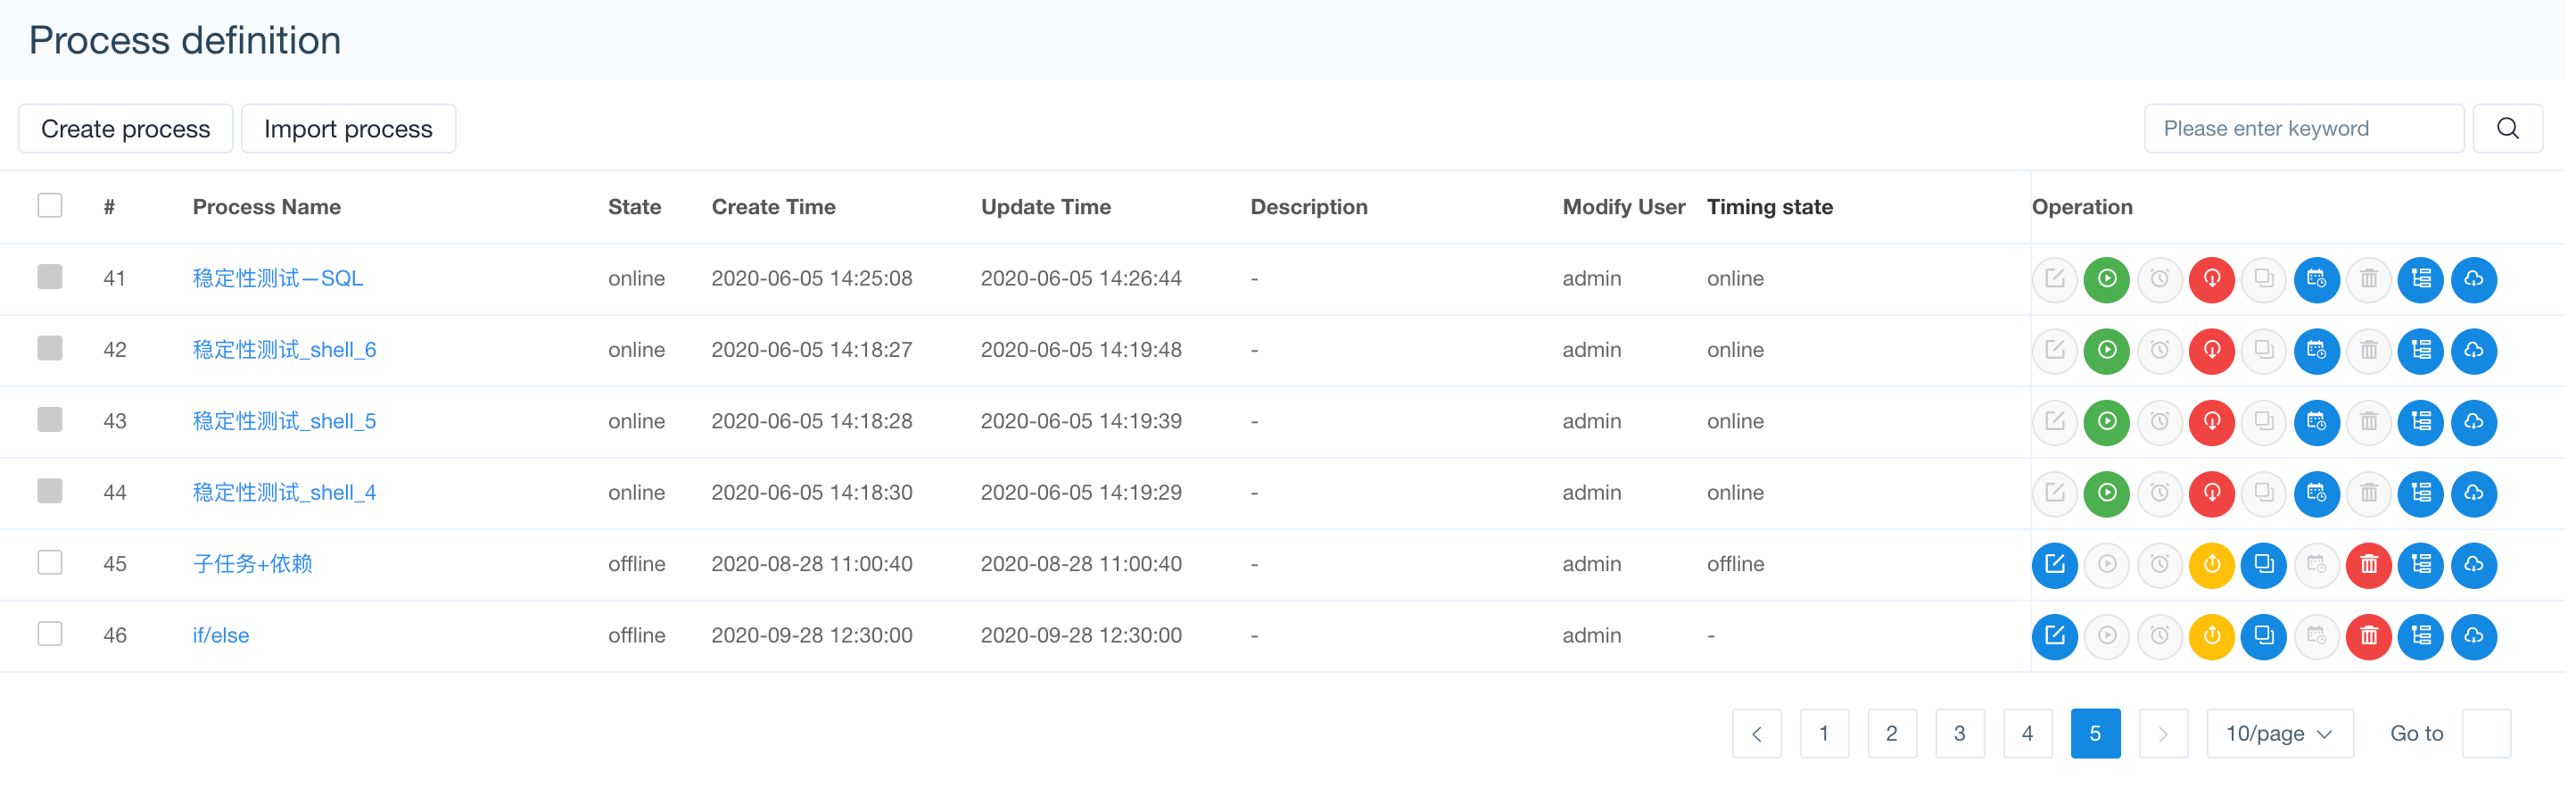 Process definition
Create process Import process Please enter keyword
# Process Name State Create Time Update Time Description Modify User Timing state Operation
41 稳定性测试—SQL online 2020-06-05 14:25:08 2020-06-05 14:26:44 - admin online
42 稳定性测试_shell_6 online 2020-06-05 14:18:27 2020-06-05 14:19:48 - admin online
43 稳定性测试_shell_5 online 2020-06-05 14:18:28 2020-06-05 14:19:39 - admin online
44 稳定性测试_shell_4 online 2020-06-05 14:18:30 2020-06-05 14:19:29 - admin online
45 子任务+依赖 offline 2020-08-28 11:00:40 2020-08-28 11:00:40 - admin offline
46 if/else offline 2020-09-28 12:30:00 2020-09-28 12:30:00 - admin -
1 2 3 4 5 10/page Go to